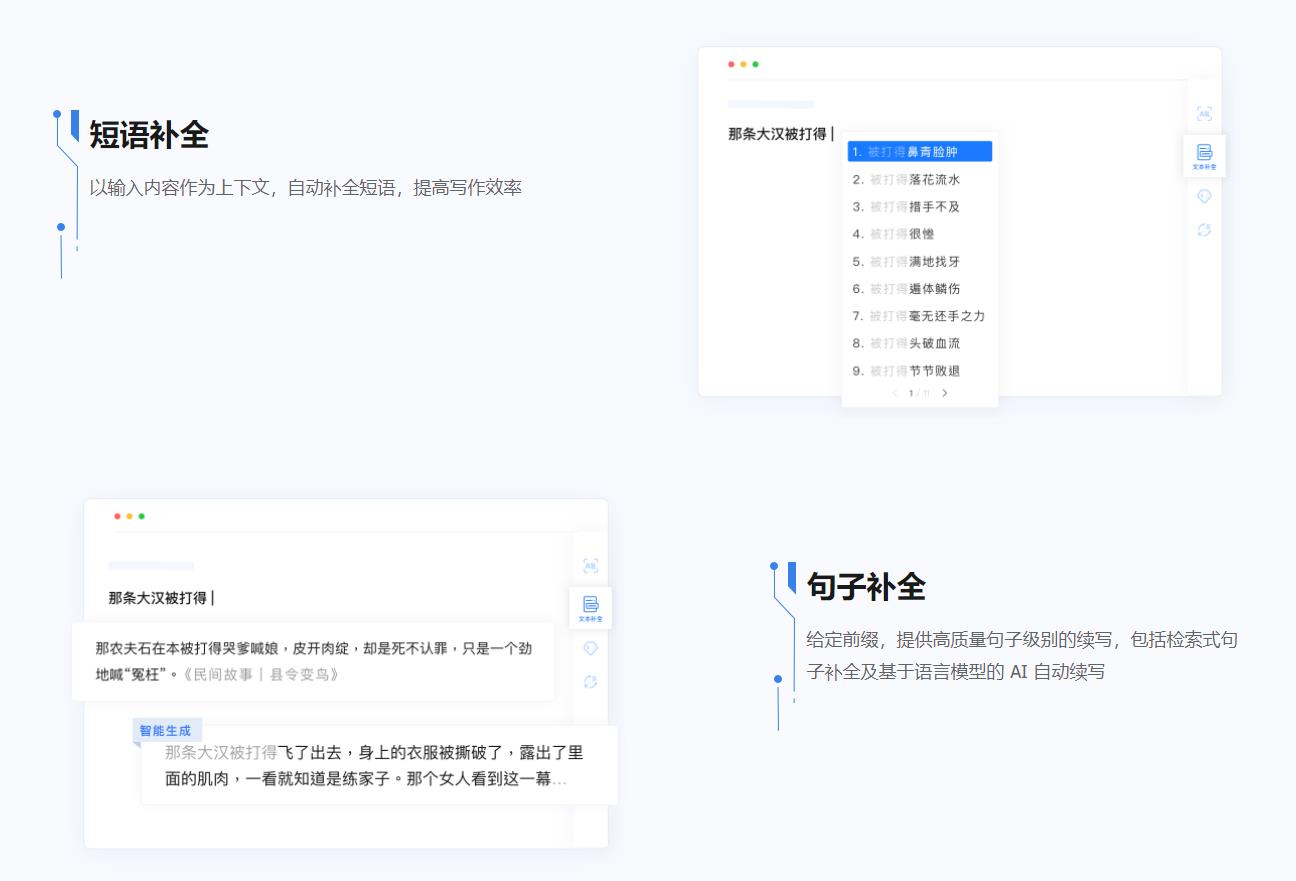 短语补全
以输入内容作为上下文，自动补全短语，提高写作效率
那条大汉被打得
1. 被打得鼻青脸肿
2. 被打得落花流水
3. 被打得措手不及
4. 被打得很惨
5. 被打得满地找牙
6. 被打得遍体鳞伤
7. 被打得毫无还手之力
8. 被打得头破血流
9. 被打得节节败退
1 / 11
AB
文本补全
那条大汉被打得
那农夫石在本被打得哭爹喊娘，皮开肉绽，却是死不认罪，只是一个劲
地喊“冤枉”。《民间故事｜县令变鸟》
智能生成
那条大汉被打得飞了出去，身上的衣服被撕破了，露出了里
面的肌肉，一看就知道是练家子。那个女人看到这一幕...
AB
文本补全
句子补全
给定前缀，提供高质量句子级别的续写，包括检索式句
子补全及基于语言模型的 AI 自动续写